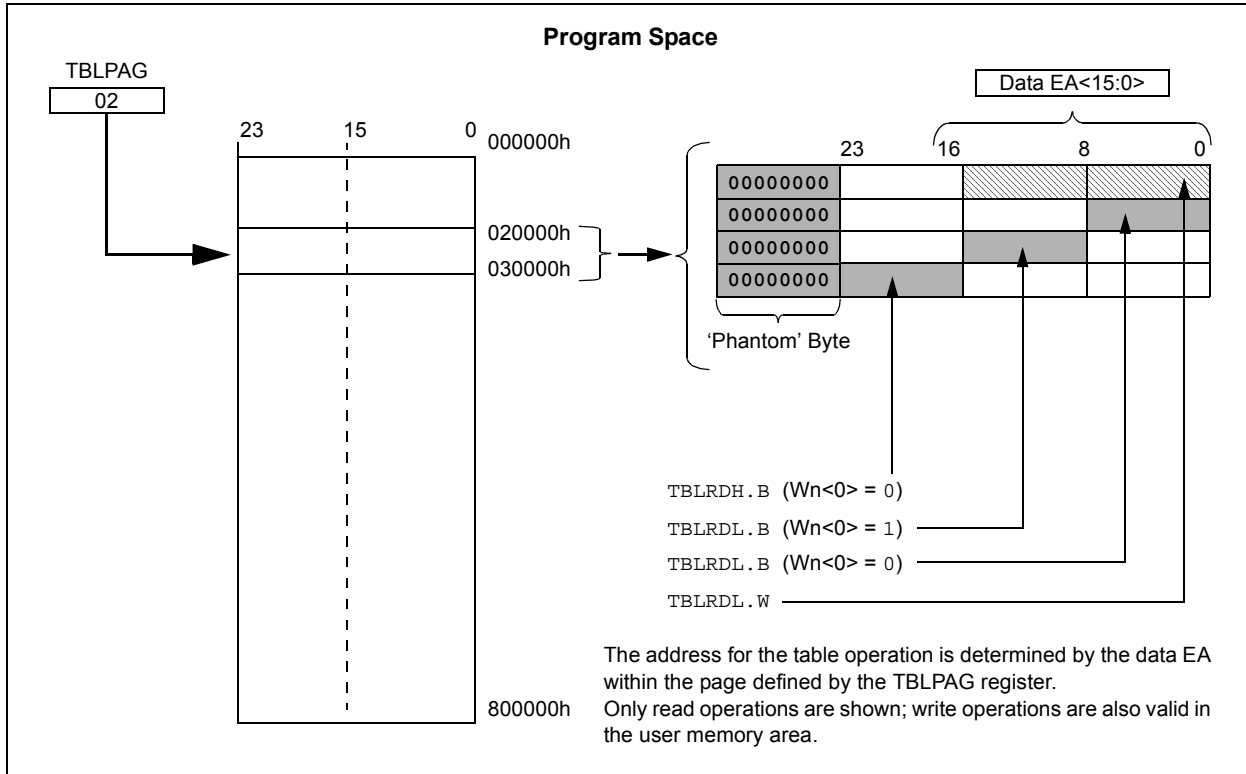 Program Space
TBLPAG
02
Data EA<15:0>
23 15 0
000000h
020000h
030000h
800000h
23 16 8 0
00000000
00000000
00000000
00000000
‘Phantom’ Byte
TBLRDH.B (Wn<0> = 0)
TBLRDL.B (Wn<0> = 1)
TBLRDL.B (Wn<0> = 0)
TBLRDL.W
The address for the table operation is determined by the data EA
within the page defined by the TBLPAG register.
Only read operations are shown; write operations are also valid in
the user memory area.